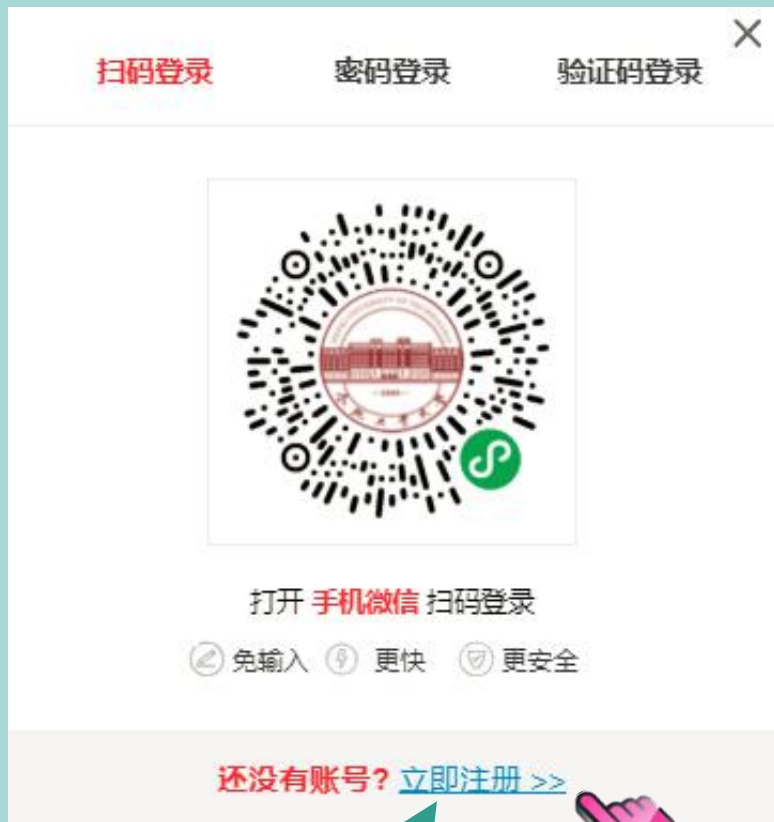 扫码登录 密码登录 验证码登录
打开 手机微信 扫码登录
免输入 更快 更安全
还没有账号? 立即注册 >>